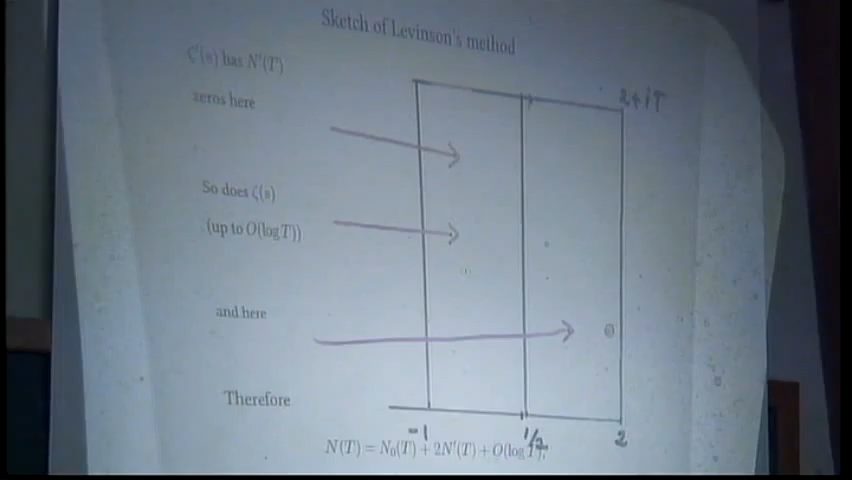 Sketch of Levinson's method
ζ'(s) has N'(T)
zeros here
2+iT
So does ζ(s)
(up to O(log T))
and here
Therefore
-1
1/2
2
N(T) = N₀(T) + 2N'(T) + O(log T),